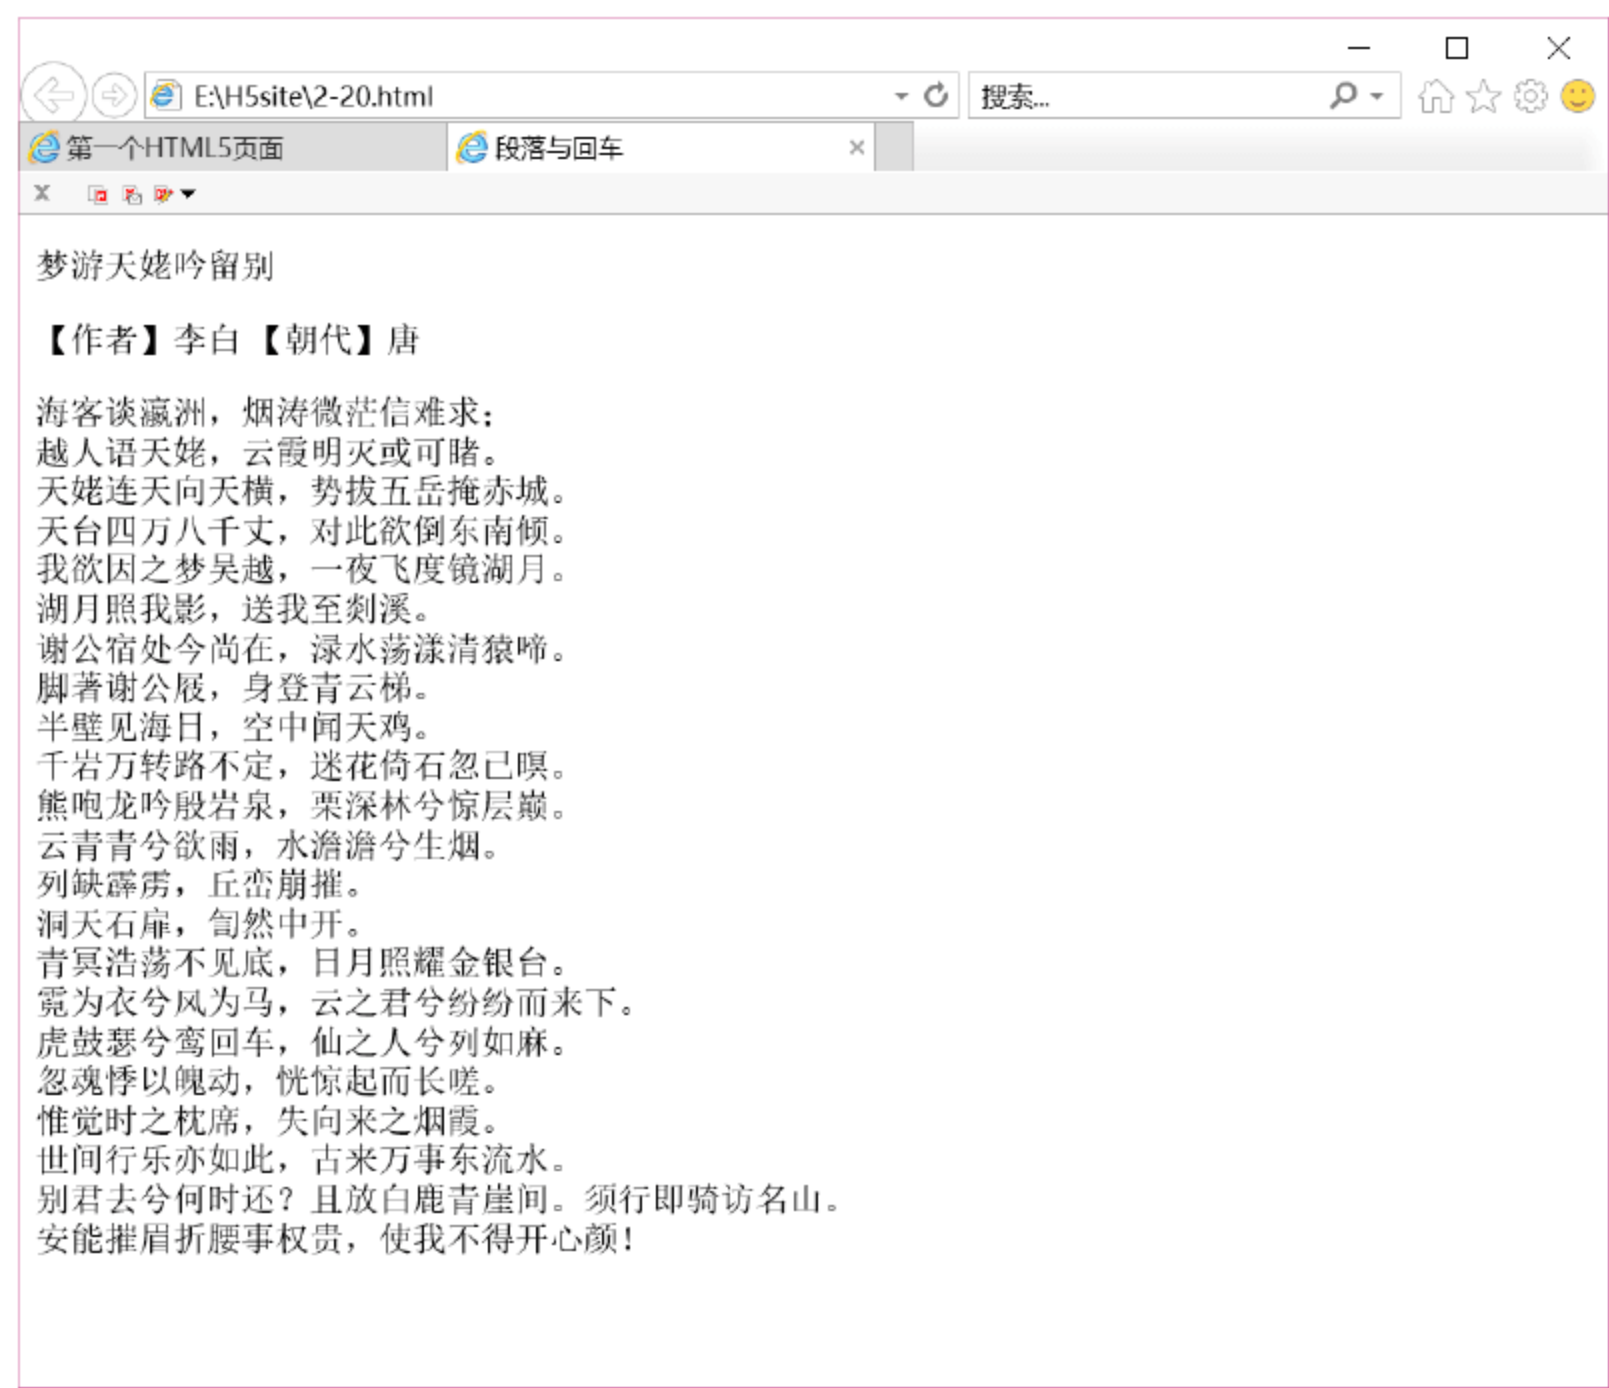 E:\H5site\2-20.html
搜索...
第一个HTML5页面
段落与回车
梦游天姥吟留别
【作者】李白 【朝代】唐
海客谈瀛洲，烟涛微茫信难求；
越人语天姥，云霞明灭或可睹。
天姥连天向天横，势拔五岳掩赤城。
天台四万八千丈，对此欲倒东南倾。
我欲因之梦吴越，一夜飞度镜湖月。
湖月照我影，送我至剡溪。
谢公宿处今尚在，渌水荡漾清猿啼。
脚著谢公屐，身登青云梯。
半壁见海日，空中闻天鸡。
千岩万转路不定，迷花倚石忽已暝。
熊咆龙吟殷岩泉，栗深林兮惊层巅。
云青青兮欲雨，水澹澹兮生烟。
列缺霹雳，丘峦崩摧。
洞天石扉，訇然中开。
青冥浩荡不见底，日月照耀金银台。
霓为衣兮风为马，云之君兮纷纷而来下。
虎鼓瑟兮鸾回车，仙之人兮列如麻。
忽魂悸以魄动，恍惊起而长嗟。
惟觉时之枕席，失向来之烟霞。
世间行乐亦如此，古来万事东流水。
别君去兮何时还？且放白鹿青崖间。须行即骑访名山。
安能摧眉折腰事权贵，使我不得开心颜！